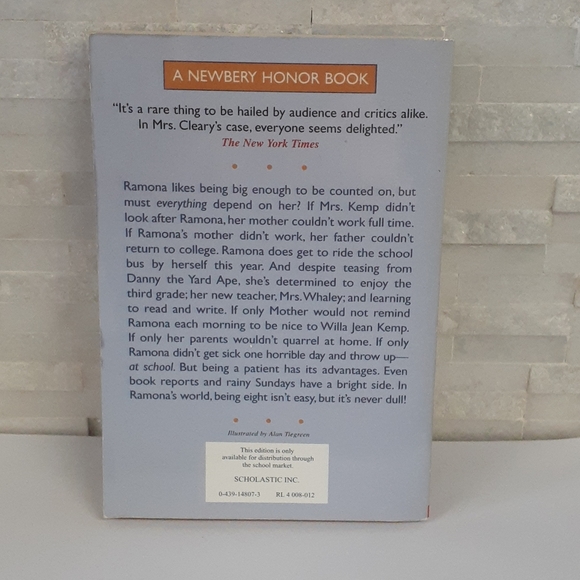 A NEWBERY HONOR BOOK
“It's a rare thing to be hailed by audience and critics alike.
In Mrs. Cleary's case, everyone seems delighted.”
The New York Times
Ramona likes being big enough to be counted on, but
must everything depend on her? If Mrs. Kemp didn't
look after Ramona, her mother couldn't work full time.
If Ramona's mother didn't work, her father couldn't
return to college. Ramona does get to ride the school
bus by herself this year. And despite teasing from
Danny the Yard Ape, she's determined to enjoy the
third grade; her new teacher, Mrs. Whaley; and learning
to read and write. If only Mother would not remind
Ramona each morning to be nice to Willa Jean Kemp.
If only her parents wouldn't quarrel at home. If only
Ramona didn't get sick one horrible day and throw up—
at school. But being a patient has its advantages. Even
book reports and rainy Sundays have a bright side. In
Ramona's world, being eight isn't easy, but it's never dull!
Illustrated by Alan Tiegreen
This edition is only
available for distribution through
the school market.
SCHOLASTIC INC.
0-439-14807-3 RL 4 008-012